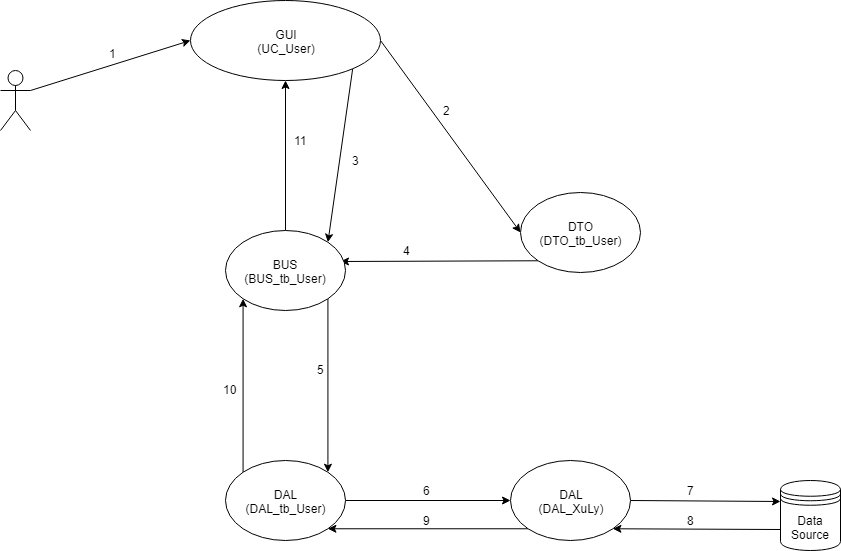 GUI
(UC_User)
1
2
11
3
DTO
(DTO_tb_User)
4
BUS
(BUS_tb_User)
5
10
DAL
(DAL_tb_User)
6
9
DAL
(DAL_XuLy)
7
8
Data
Source